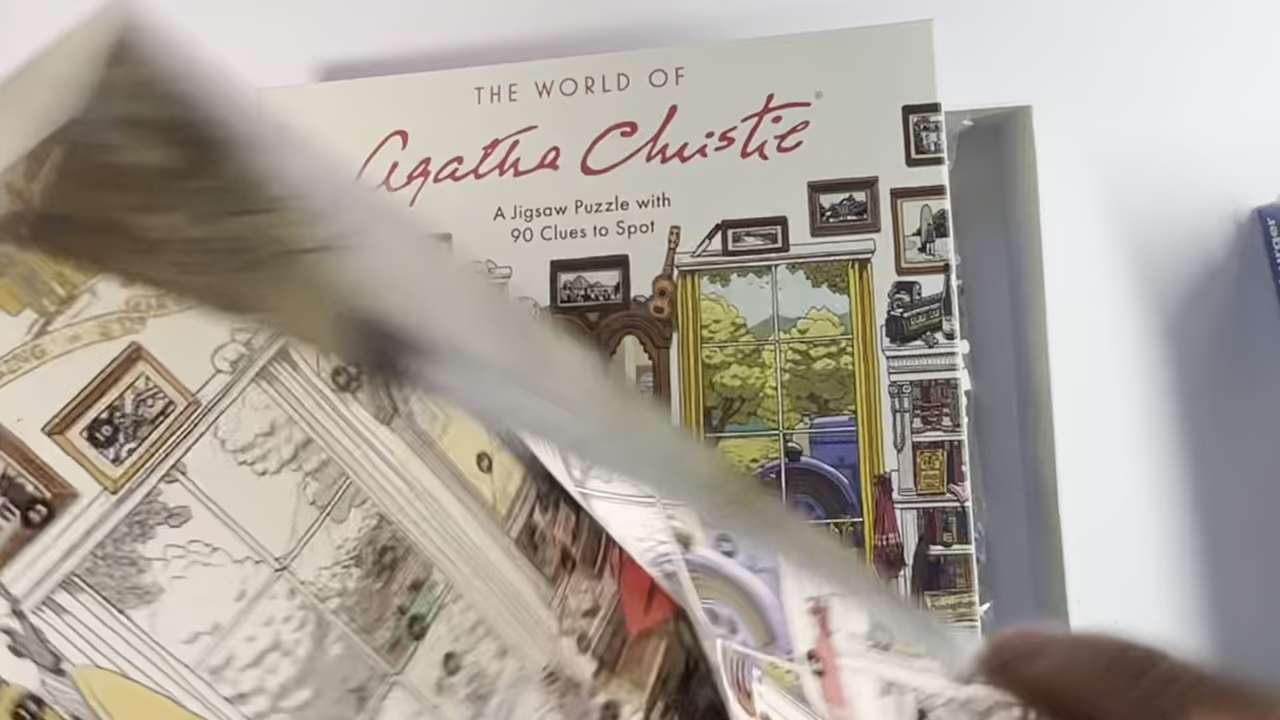 THE WORLD OF
Agatha Christie®
A Jigsaw Puzzle with
90 Clues to Spot